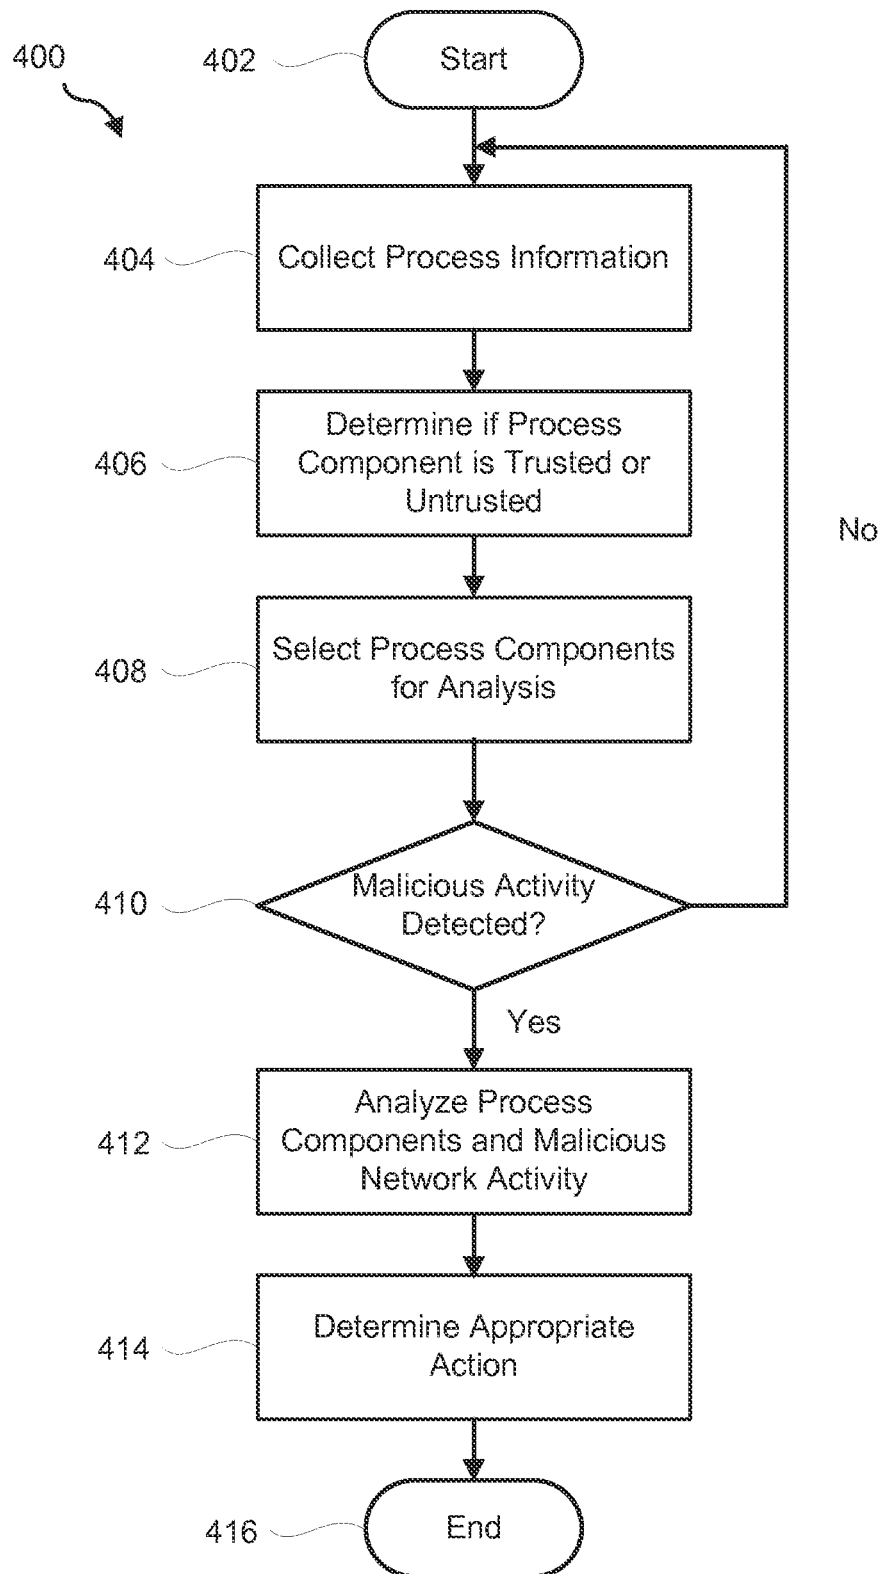 400
402
Start
404
Collect Process Information
406
Determine if Process
Component is Trusted or
Untrusted
No
408
Select Process Components
for Analysis
410
Malicious Activity
Detected?
Yes
412
Analyze Process
Components and Malicious
Network Activity
414
Determine Appropriate
Action
416
End